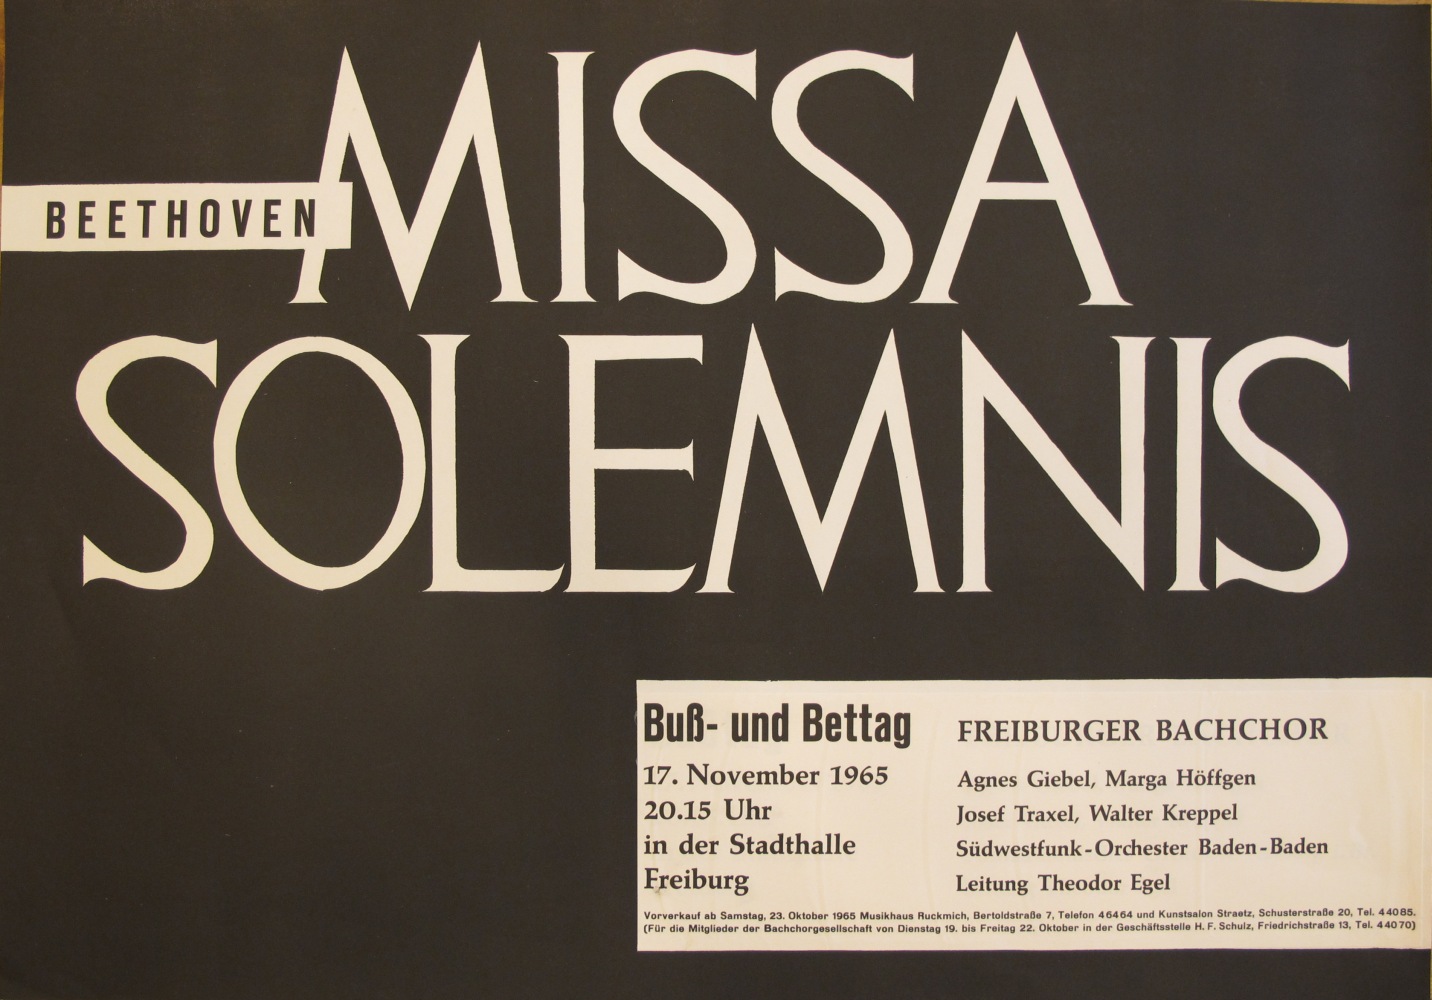 BEETHOVEN
MISSA
SOLEMNIS
Buß- und Bettag
17. November 1965
20.15 Uhr
in der Stadthalle
Freiburg
FREIBURGER BACHCHOR
Agnes Giebel, Marga Höffgen
Josef Traxel, Walter Kreppel
Südwestfunk-Orchester Baden-Baden
Leitung Theodor Egel
Vorverkauf ab Samstag, 23. Oktober 1965 Musikhaus Ruckmich, Bertoldstraße 7, Telefon 46464 und Kunstsalon Straetz, Schusterstraße 20, Tel. 44085.
(Für die Mitglieder der Bachchorgesellschaft von Dienstag 19. bis Freitag 22. Oktober in der Geschäftsstelle H. F. Schulz, Friedrichstraße 13, Tel. 44070)